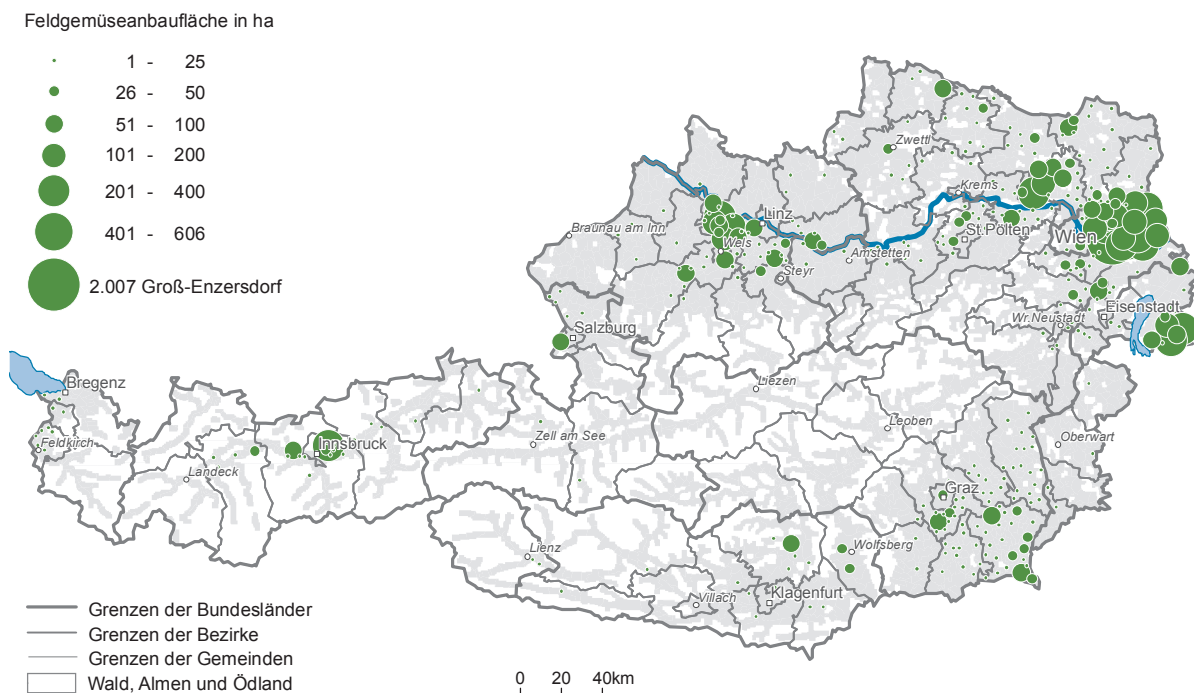 Feldgemüseanbaufläche in ha
1 - 25
26 - 50
51 - 100
101 - 200
201 - 400
401 - 606
2.007 Groß-Enzersdorf
Zwettl
Krems
Linz
Braunau am Inn
Wels
St.Pölten
Wien
Amstetten
Steyr
Eisenstadt
Wr.Neustadt
Salzburg
Bregenz
Liezen
Leoben
Feldkirch
Innsbruck
Zell am See
Oberwart
Landeck
Graz
Lienz
Wolfsberg
Villach
Klagenfurt
Grenzen der Bundesländer
Grenzen der Bezirke
Grenzen der Gemeinden
Wald, Almen und Ödland
0 20 40km